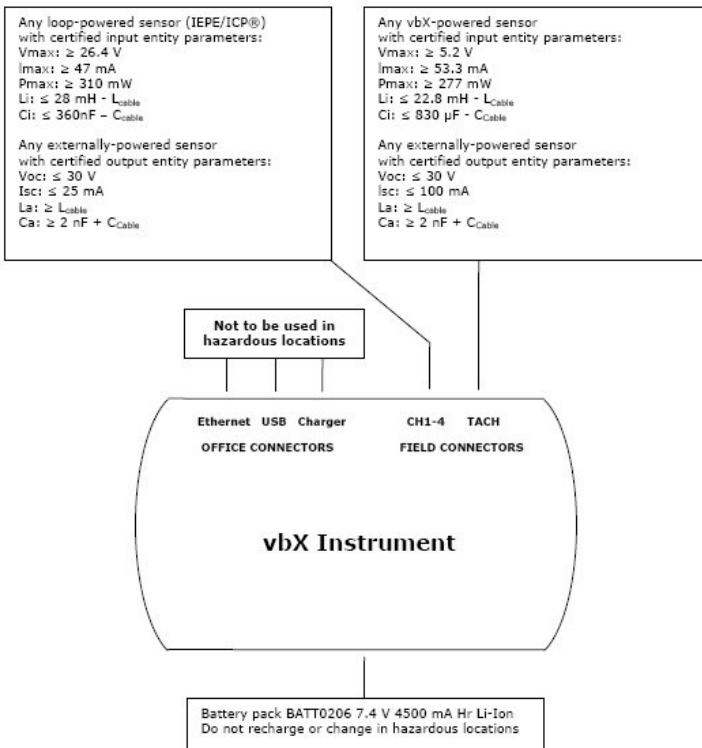 Any loop-powered sensor (IEPE/ICP®)
with certified input entity parameters:
Vmax: ≥ 26.4 V
Imax: ≥ 47 mA
Pmax: ≥ 310 mW
Li: ≤ 28 mH - Lcable
Ci: ≤ 360nF – Ccable
Any externally-powered sensor
with certified output entity parameters:
Voc: ≤ 30 V
Isc: ≤ 25 mA
La: ≥ Lcable
Ca: ≥ 2 nF + CCable
Any vbX-powered sensor
with certified input entity parameters:
Vmax: ≥ 5.2 V
Imax: ≥ 53.3 mA
Pmax: ≥ 277 mW
Li: ≤ 22.8 mH - LCable
Ci: ≤ 830 µF - CCable
Any externally-powered sensor
with certified output entity parameters:
Voc: ≤ 30 V
Isc: ≤ 100 mA
La: ≥ LCable
Ca: ≥ 2 nF + CCable
Not to be used in
hazardous locations
Ethernet USB Charger
OFFICE CONNECTORS
CH1-4 TACH
FIELD CONNECTORS
vbX Instrument
Battery pack BATT0206 7.4 V 4500 mA Hr Li-Ion
Do not recharge or change in hazardous locations